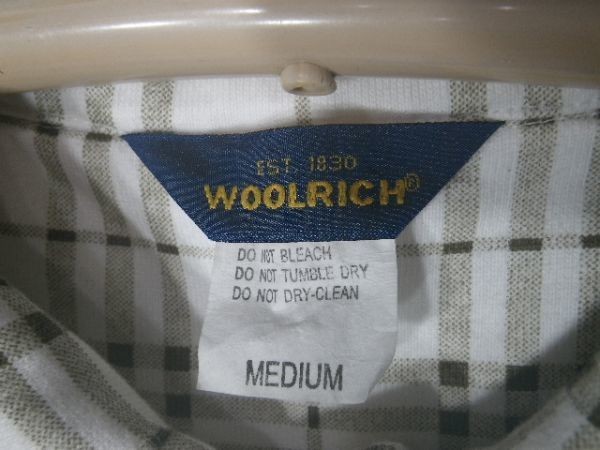 EST. 1830
WOOLRICH®
DO NOT BLEACH
DO NOT TUMBLE DRY
DO NOT DRY-CLEAN
MEDIUM